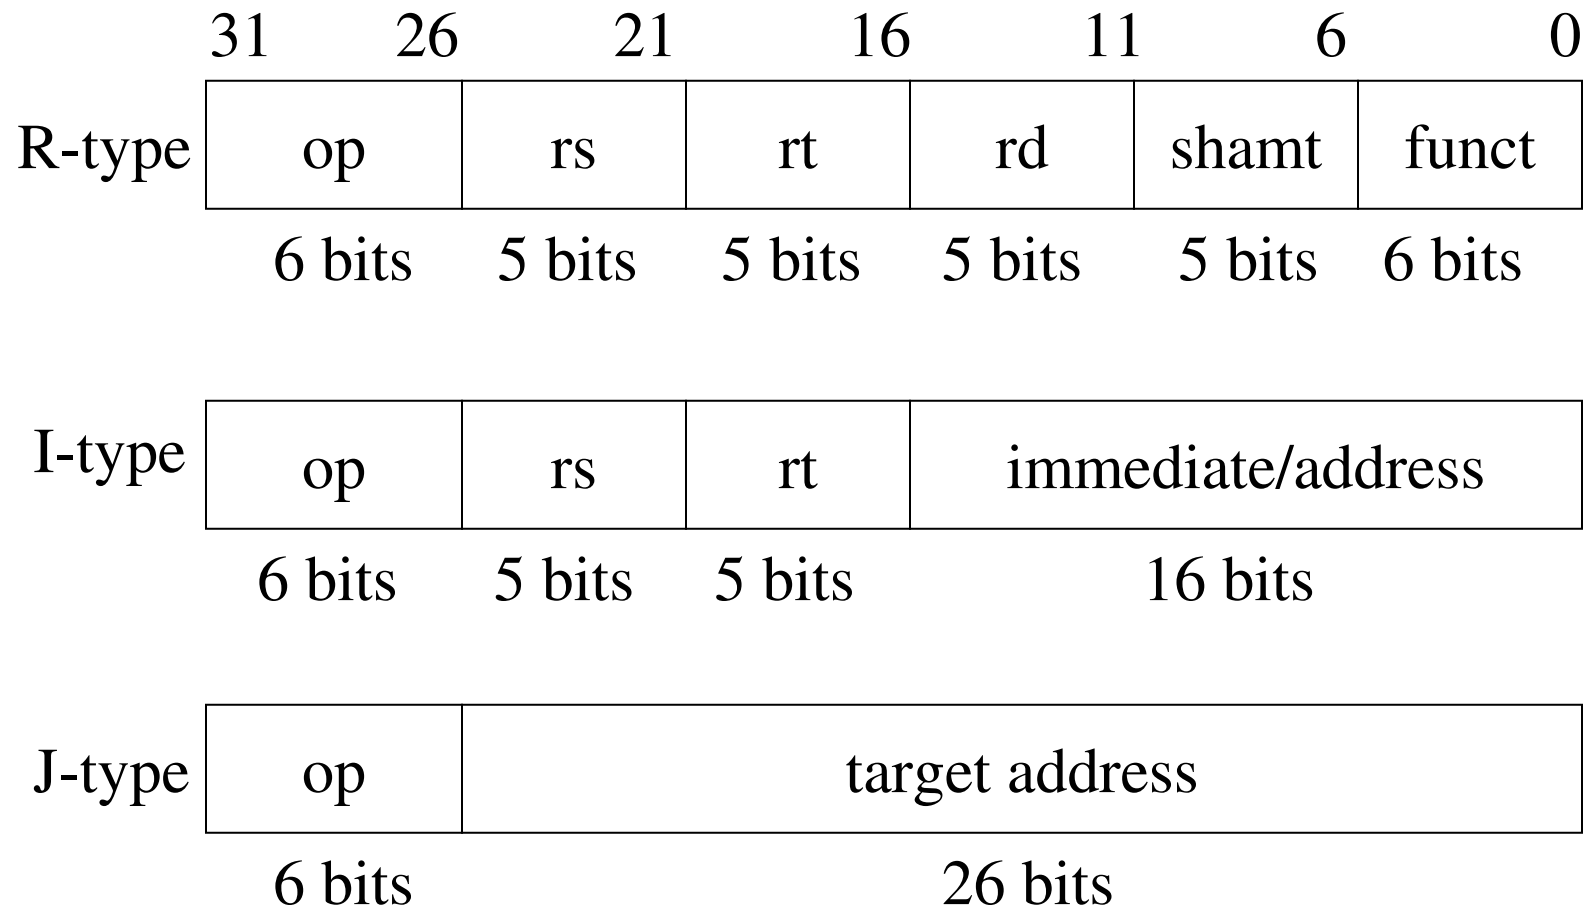 31 26 21 16 11 6 0
R-type op rs rt rd shamt funct
6 bits 5 bits 5 bits 5 bits 5 bits 6 bits
I-type op rs rt immediate/address
6 bits 5 bits 5 bits 16 bits
J-type op target address
6 bits 26 bits